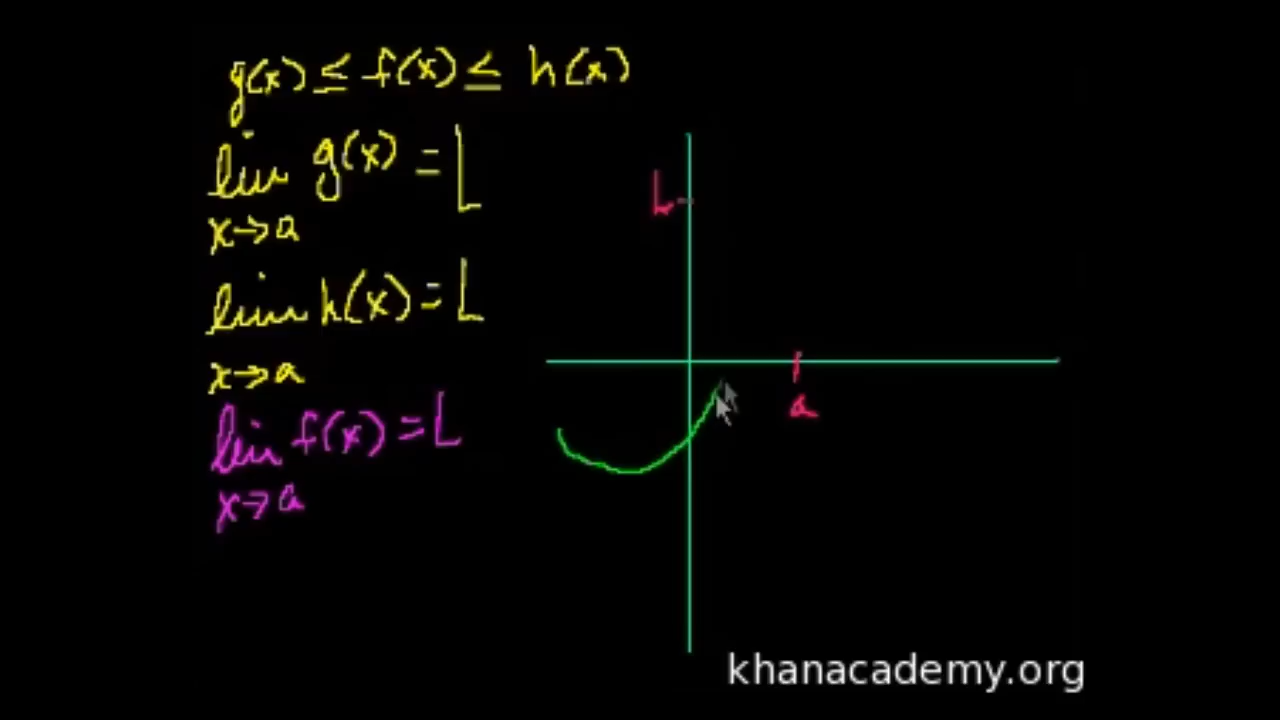 g(x) ≤ f(x) ≤ h(x)
lim g(x) = L
x→a
lim h(x) = L
x→a
lim f(x) = L
x→a
L
a
khanacademy.org